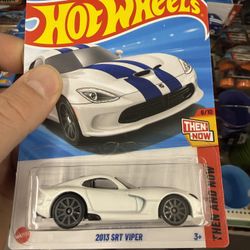 Hot Wheels
6/10
THEN AND NOW
THEN AND NOW
2013 SRT VIPER
3+